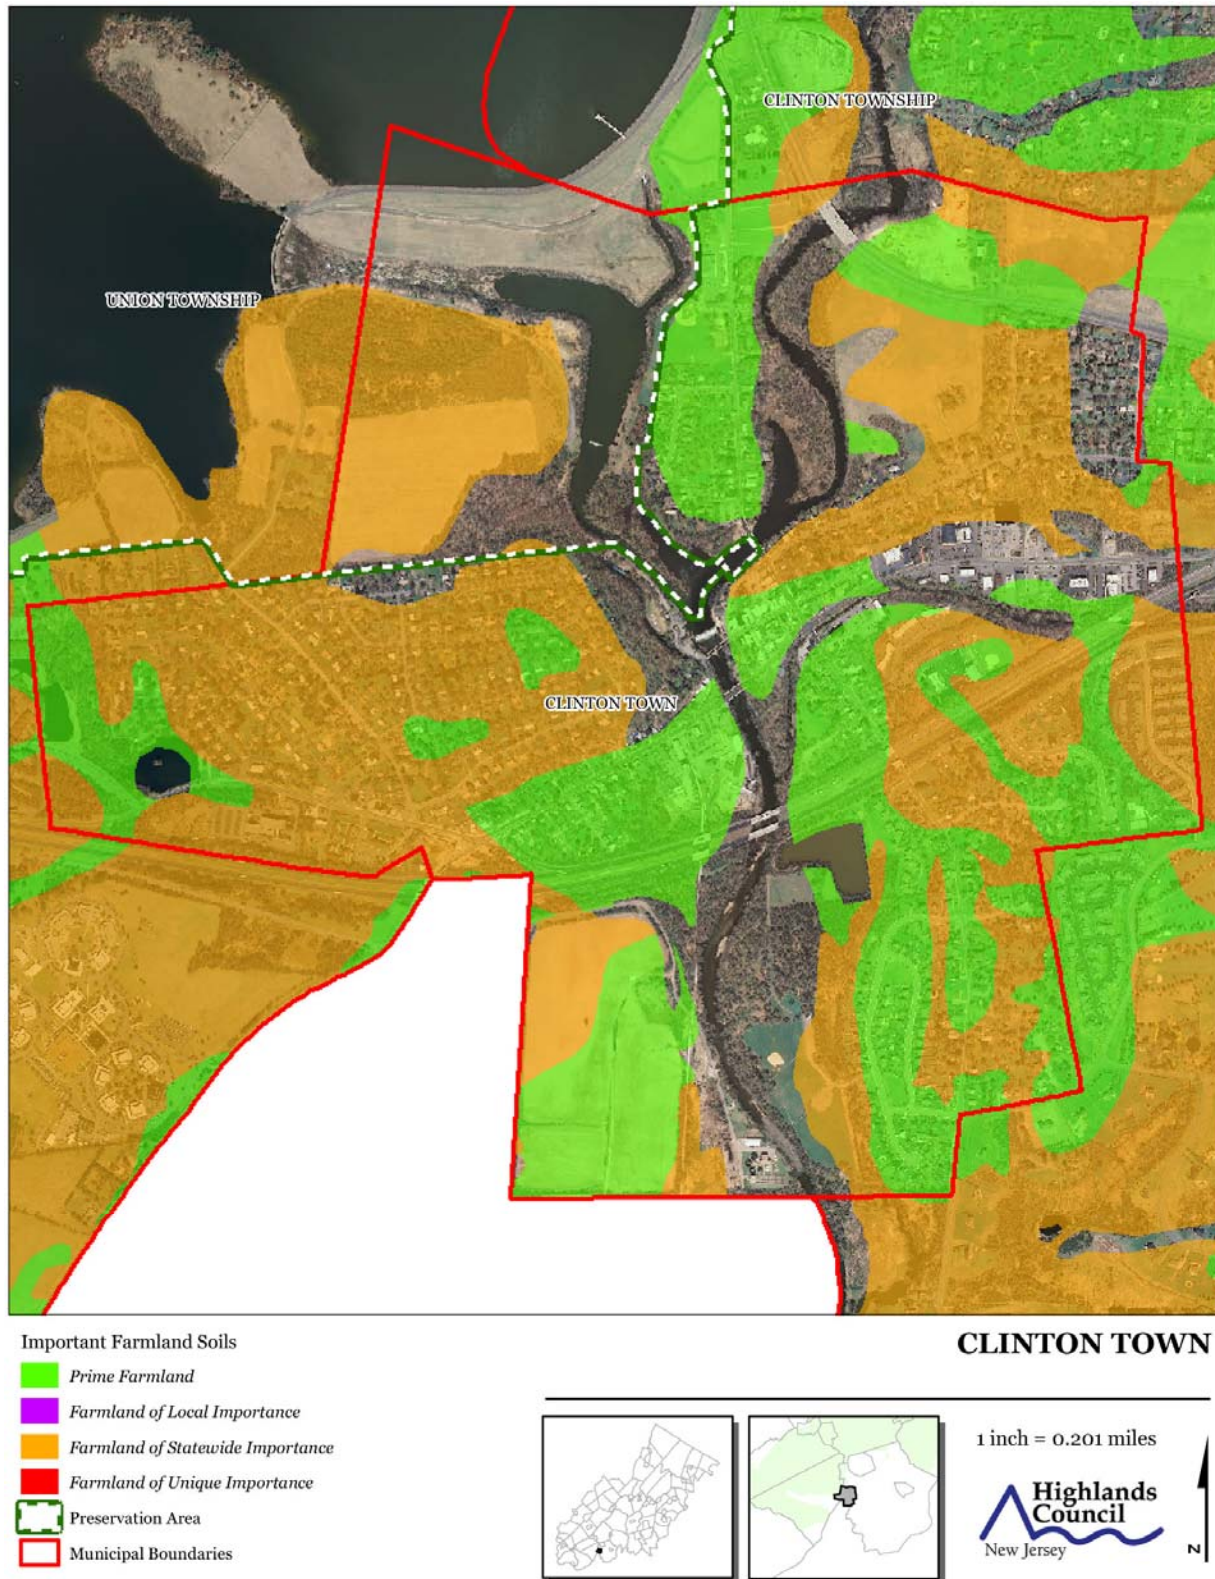 CLINTON TOWNSHIP
UNION TOWNSHIP
CLINTON TOWN
Important Farmland Soils
Prime Farmland
Farmland of Local Importance
Farmland of Statewide Importance
Farmland of Unique Importance
Preservation Area
Municipal Boundaries
CLINTON TOWN
1 inch = 0.201 miles
Highlands
Council
New Jersey
N